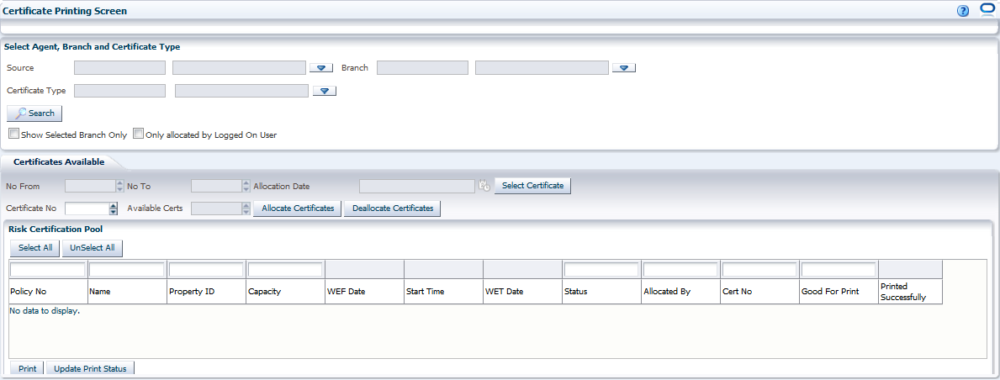 Certificate Printing Screen ?
Select Agent, Branch and Certificate Type
Source Branch
Certificate Type
Search
Show Selected Branch Only Only allocated by Logged On User
Certificates Available
No From No To Allocation Date Select Certificate
Certificate No Available Certs Allocate Certificates Deallocate Certificates
Risk Certification Pool
Select All UnSelect All
Policy No Name Property ID Capacity WEF Date Start Time WET Date Status Allocated By Cert No Good For Print Printed Successfully
No data to display.
Print Update Print Status